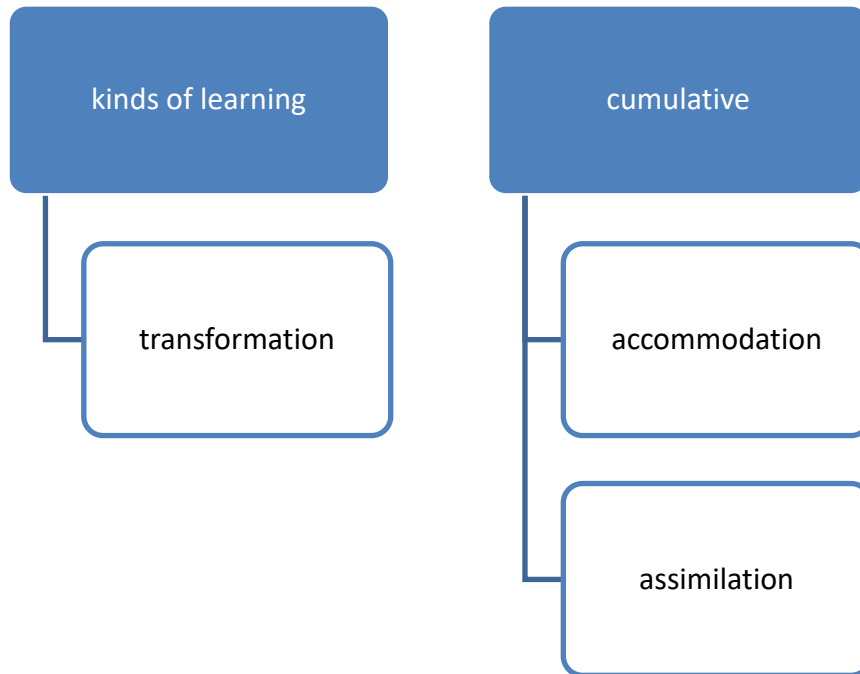 kinds of learning
transformation
cumulative
accommodation
assimilation